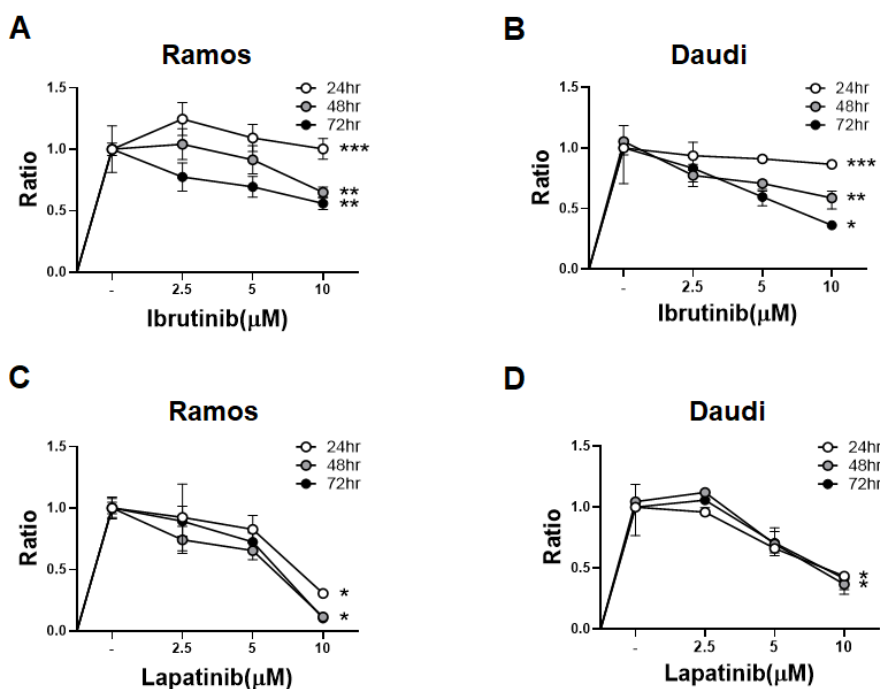 A
Ramos
1.5
1.0
0.5
0.0
Ratio
24hr
48hr
72hr
***
**
**
-
2.5
5
10
Ibrutinib(μM)
B
Daudi
1.5
1.0
0.5
0.0
Ratio
24hr
48hr
72hr
***
**
*
-
2.5
5
10
Ibrutinib(μM)
C
Ramos
1.5
1.0
0.5
0.0
Ratio
24hr
48hr
72hr
*
*
-
2.5
5
10
Lapatinib(μM)
D
Daudi
1.5
1.0
0.5
0.0
Ratio
24hr
48hr
72hr
*
*
-
2.5
5
10
Lapatinib(μM)